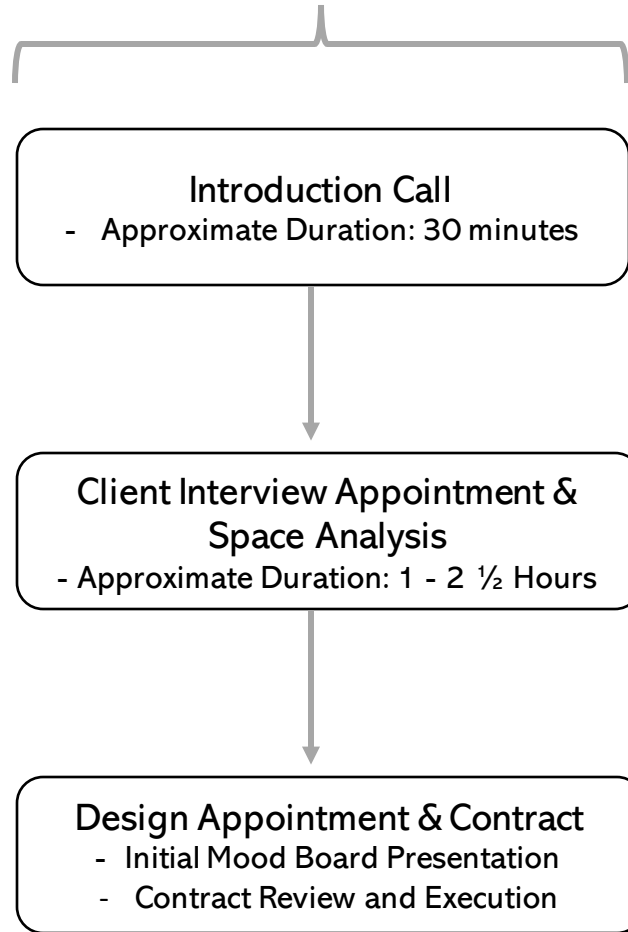 Introduction Call
- Approximate Duration: 30 minutes
Client Interview Appointment &
Space Analysis
- Approximate Duration: 1 - 2 ½ Hours
Design Appointment & Contract
- Initial Mood Board Presentation
- Contract Review and Execution